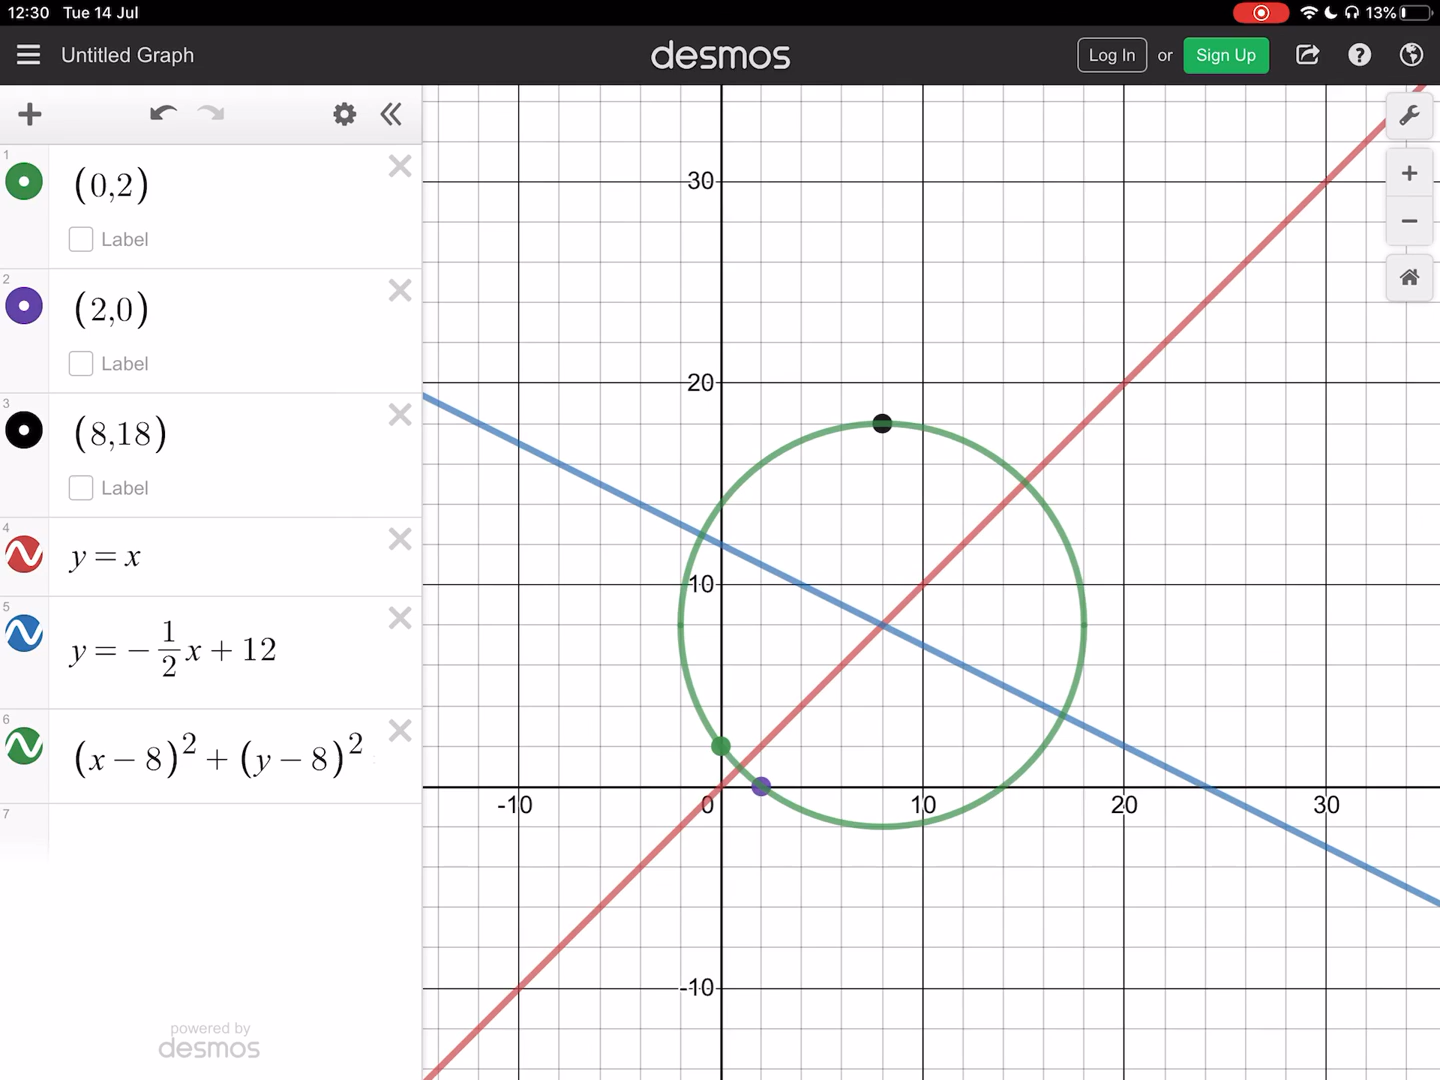 12:30 Tue 14 Jul
13%
Untitled Graph
desmos
Log In or Sign Up
1
(0,2)
Label
2
(2,0)
Label
3
(8,18)
Label
4
y = x
5
y = − 1/2 x + 12
6
(x − 8)² + (y − 8)²
7
powered by
desmos
30
20
10
-10 0 10 20 30
-10